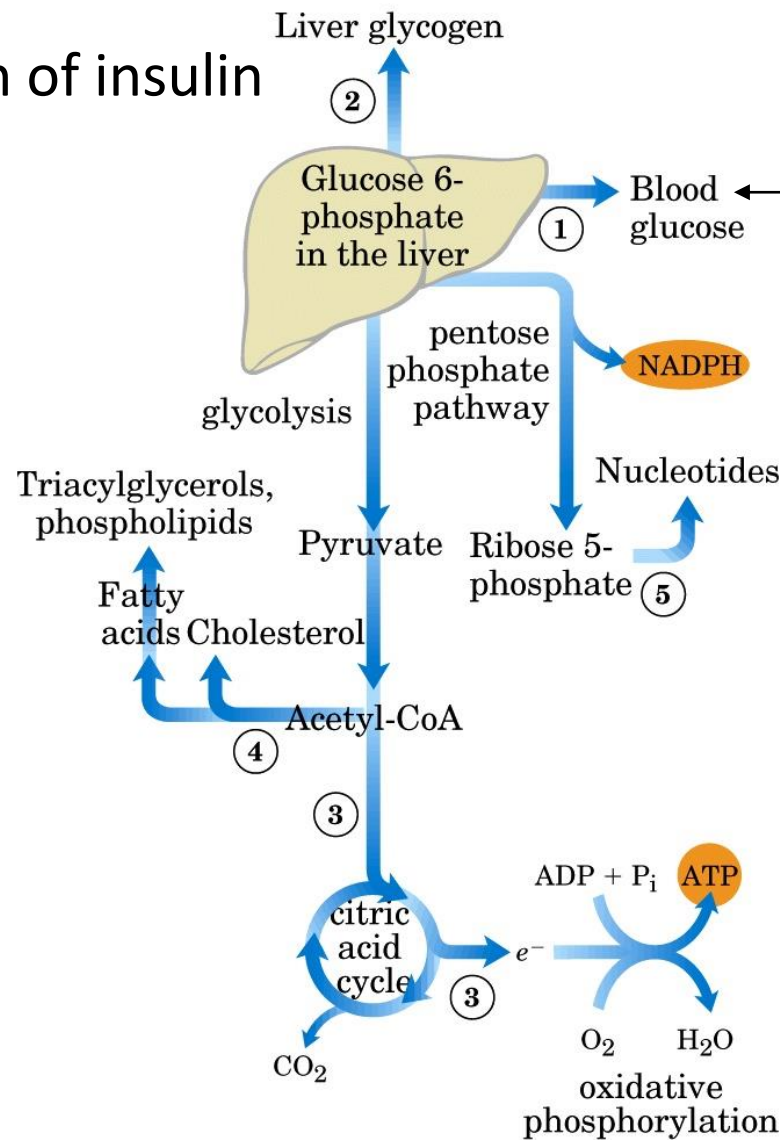 Liver glycogen
n of insulin
2
Glucose 6-
phosphate
in the liver
1
Blood
glucose
pentose
phosphate
pathway
NADPH
glycolysis
Nucleotides
Triacylglycerols,
phospholipids
Pyruvate
Ribose 5-
phosphate
5
Fatty
acids
Cholesterol
Acetyl-CoA
4
3
ADP + Pi
ATP
citric
acid
cycle
e−
3
CO2
O2
H2O
oxidative
phosphorylation